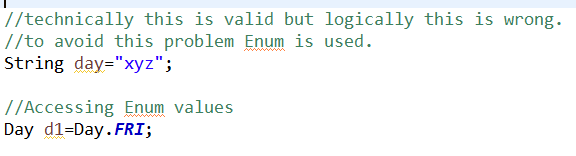 //technically this is valid but logically this is wrong.
//to avoid this problem Enum is used.
String day="xyz";
//Accessing Enum values
Day d1=Day.FRI;